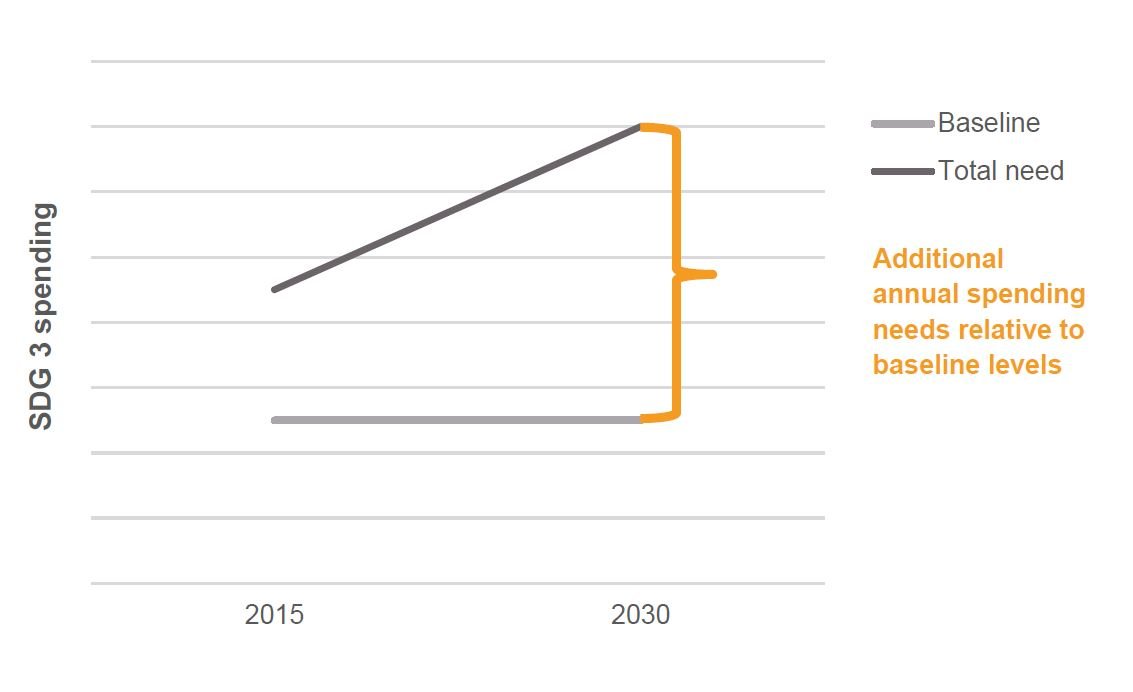 SDG 3 spending
2015
2030
Baseline
Total need
Additional
annual spending
needs relative to
baseline levels